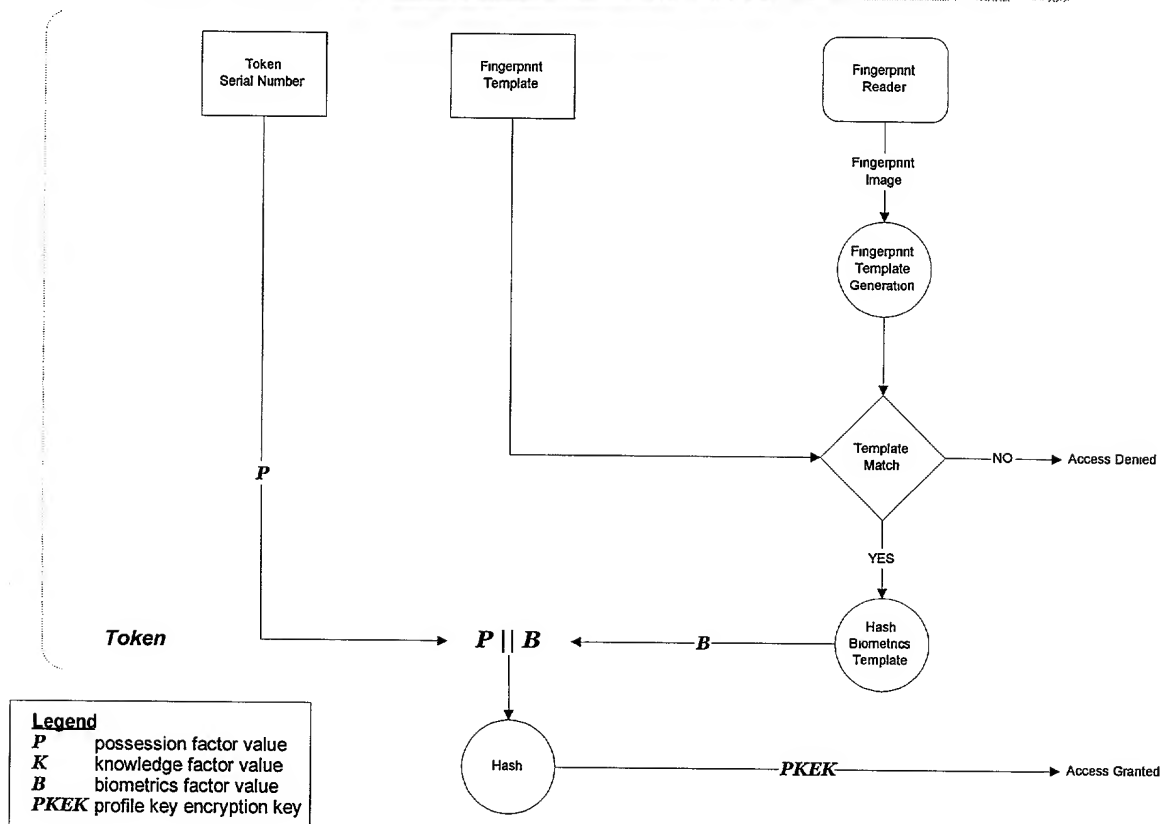 Token
Serial Number
Fingerprint
Template
Fingerprint
Reader
Fingerprint
Image
Fingerprint
Template
Generation
Template
Match
NO
Access Denied
P
YES
Token
P || B
B
Hash
Biometrics
Template
Legend
P possession factor value
K knowledge factor value
B biometrics factor value
PKEK profile key encryption key
Hash
PKEK
Access Granted